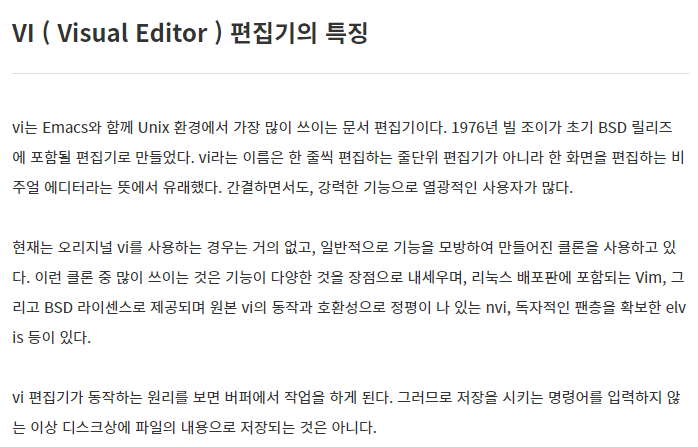 VI ( Visual Editor ) 편집기의 특징
vi는 Emacs와 함께 Unix 환경에서 가장 많이 쓰이는 문서 편집기이다. 1976년 빌 조이가 초기 BSD 릴리즈
에 포함될 편집기로 만들었다. vi라는 이름은 한 줄씩 편집하는 줄단위 편집기가 아니라 한 화면을 편집하는 비
주얼 에디터라는 뜻에서 유래했다. 간결하면서도, 강력한 기능으로 열광적인 사용자가 많다.
현재는 오리지널 vi를 사용하는 경우는 거의 없고, 일반적으로 기능을 모방하여 만들어진 클론을 사용하고 있
다. 이런 클론 중 많이 쓰이는 것은 기능이 다양한 것을 장점으로 내세우며, 리눅스 배포판에 포함되는 Vim, 그
리고 BSD 라이센스로 제공되며 원본 vi의 동작과 호환성으로 정평이 나 있는 nvi, 독자적인 팬층을 확보한 elv
is 등이 있다.
vi 편집기가 동작하는 원리를 보면 버퍼에서 작업을 하게 된다. 그러므로 저장을 시키는 명령어를 입력하지 않
는 이상 디스크상에 파일의 내용으로 저장되는 것은 아니다.